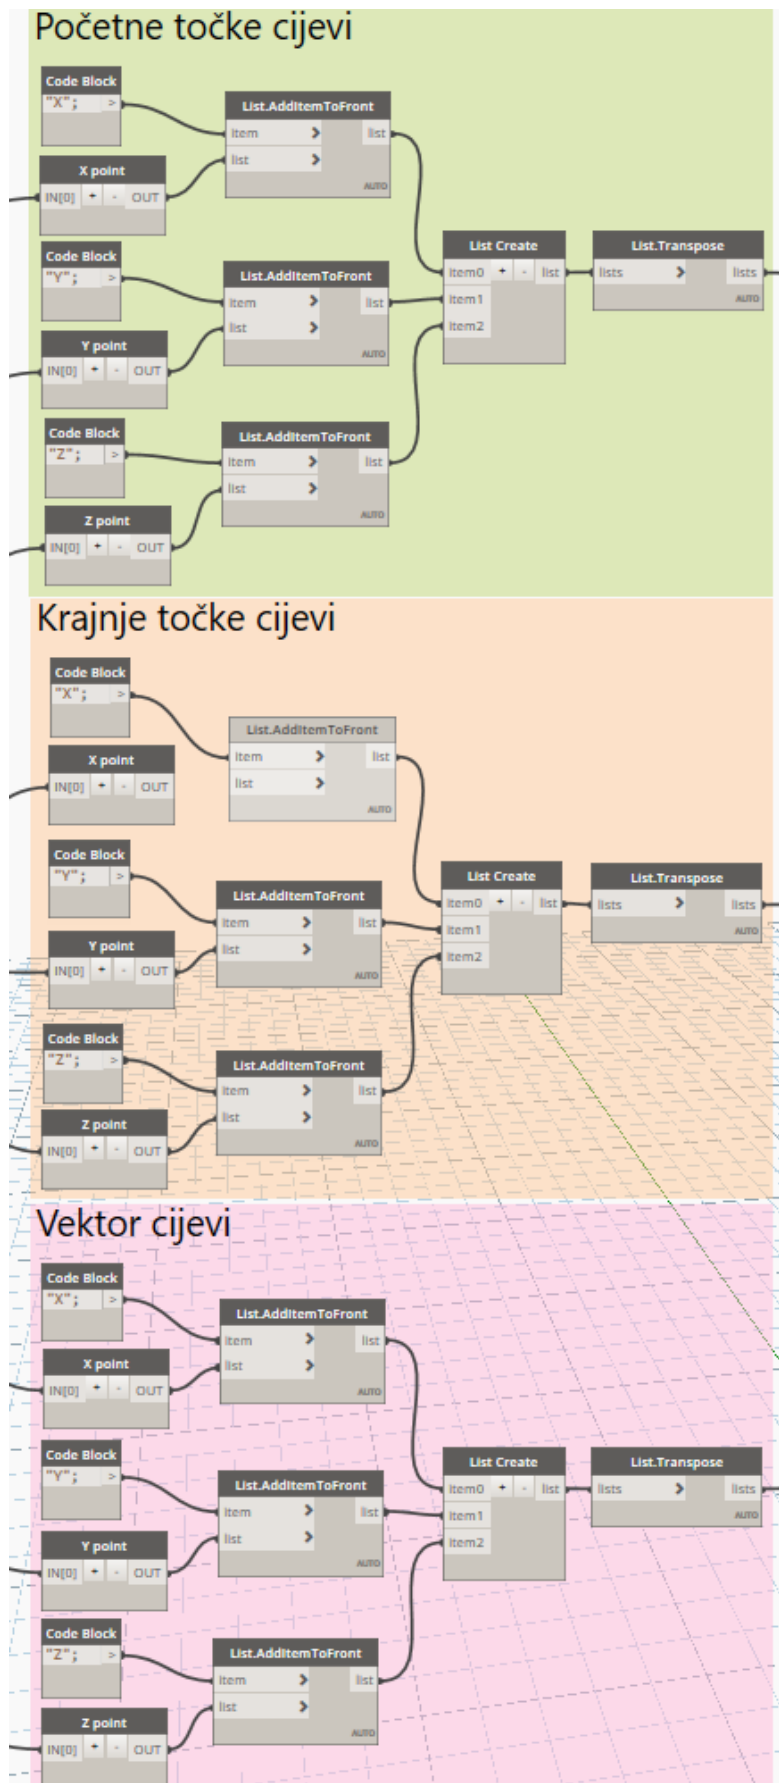 Početne točke cijevi
Code Block
"X"; >
List.AddItemToFront
item > list
list >
AUTO
X point
IN[0] + - OUT
Code Block
"Y"; >
List.AddItemToFront
item > list
list >
AUTO
Y point
IN[0] + - OUT
List Create
item0 + - list
item1
item2
List.Transpose
lists > lists
AUTO
Code Block
"Z"; >
List.AddItemToFront
item > list
list >
AUTO
Z point
IN[0] + - OUT
Krajnje točke cijevi
Code Block
"X"; >
List.AddItemToFront
item > list
list >
AUTO
X point
IN[0] + - OUT
Code Block
"Y"; >
List.AddItemToFront
item > list
list >
AUTO
Y point
IN[0] + - OUT
List Create
item0 + - list
item1
item2
List.Transpose
lists > lists
AUTO
Code Block
"Z"; >
List.AddItemToFront
item > list
list >
AUTO
Z point
IN[0] + - OUT
Vektor cijevi
Code Block
"X"; >
List.AddItemToFront
item > list
list >
AUTO
X point
IN[0] + - OUT
Code Block
"Y"; >
List.AddItemToFront
item > list
list >
AUTO
Y point
IN[0] + - OUT
List Create
item0 + - list
item1
item2
List.Transpose
lists > lists
AUTO
Code Block
"Z"; >
List.AddItemToFront
item > list
list >
AUTO
Z point
IN[0] + - OUT